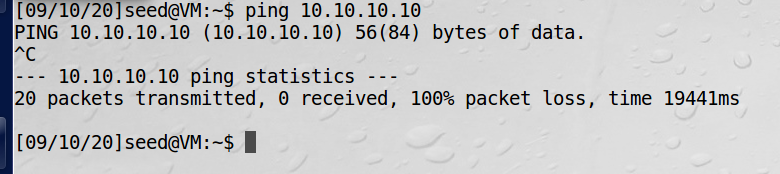 [09/10/20]seed@VM:~$ ping 10.10.10.10
PING 10.10.10.10 (10.10.10.10) 56(84) bytes of data.
^C
--- 10.10.10.10 ping statistics ---
20 packets transmitted, 0 received, 100% packet loss, time 19441ms
[09/10/20]seed@VM:~$